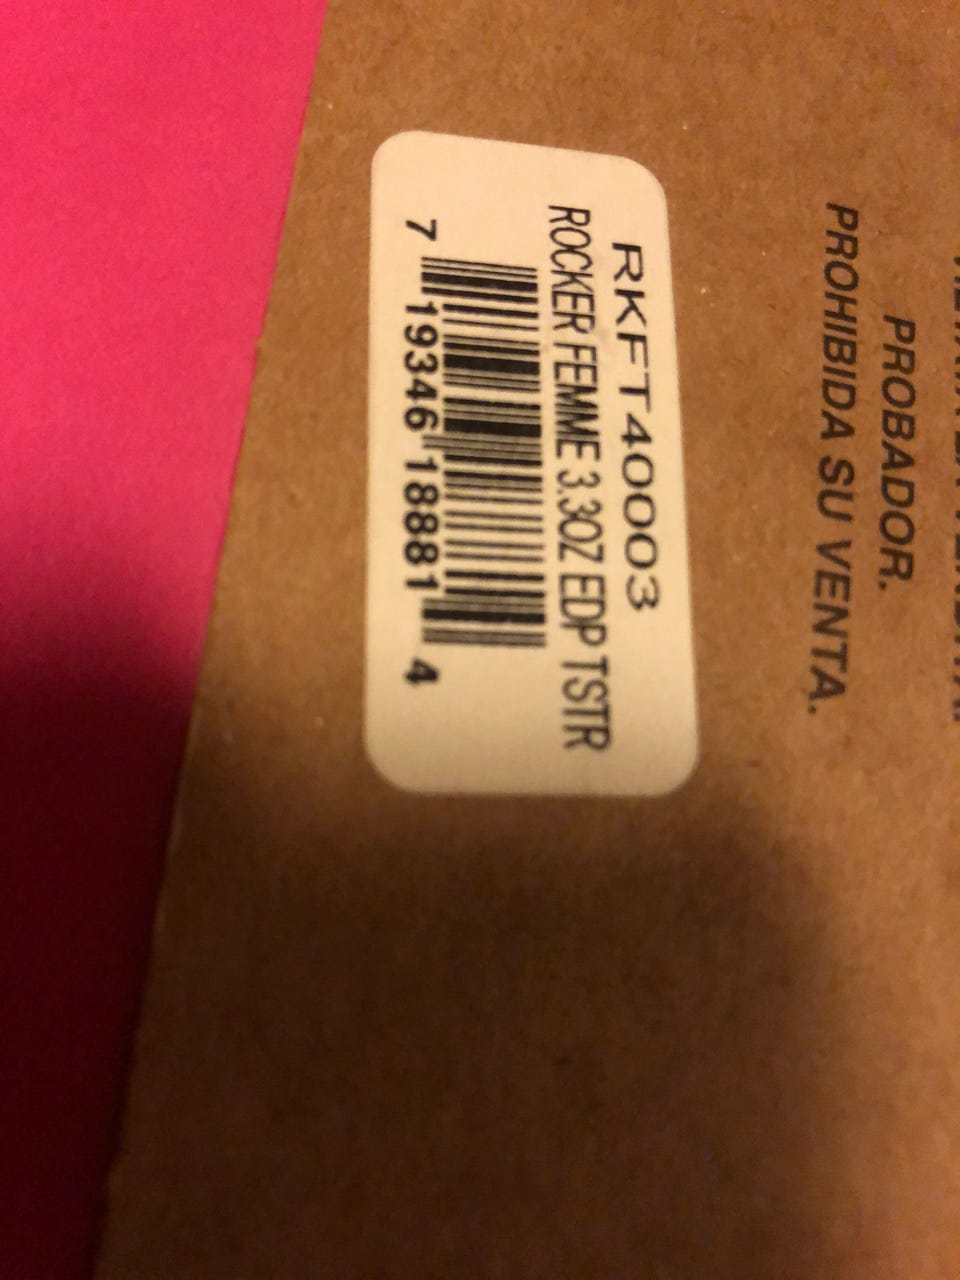 PROBADOR.
PROHIBIDA SU VENTA.
RKFT40003
ROCKER FEMME 3.3OZ EDP TSTR
7 19346 18881 4